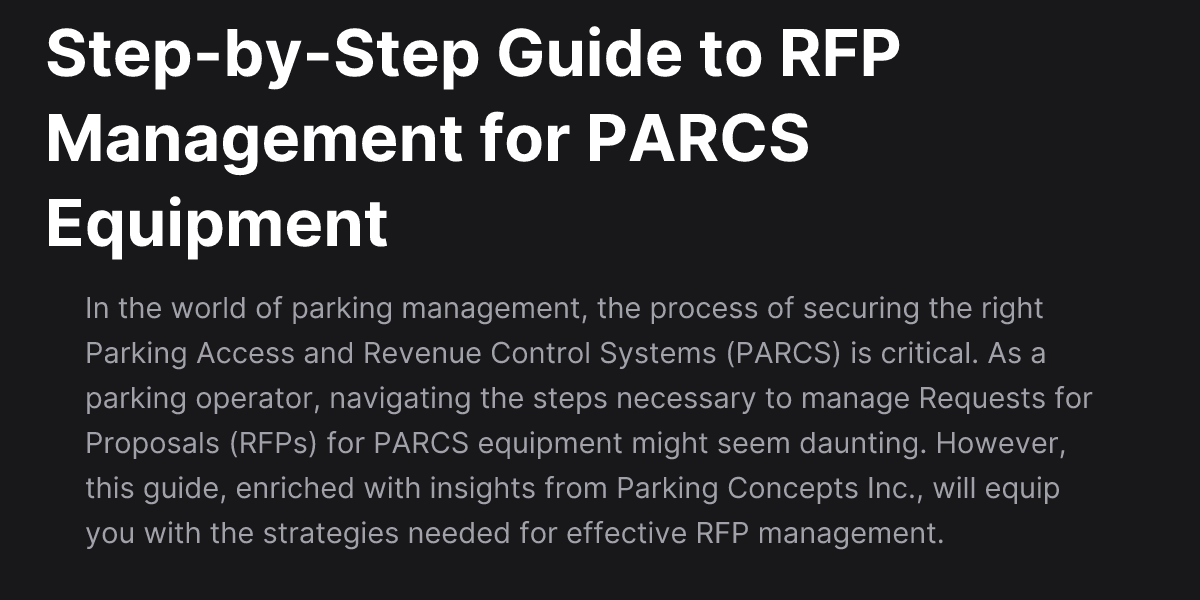 Step-by-Step Guide to RFP
Management for PARCS
Equipment
In the world of parking management, the process of securing the right
Parking Access and Revenue Control Systems (PARCS) is critical. As a
parking operator, navigating the steps necessary to manage Requests for
Proposals (RFPs) for PARCS equipment might seem daunting. However,
this guide, enriched with insights from Parking Concepts Inc., will equip
you with the strategies needed for effective RFP management.